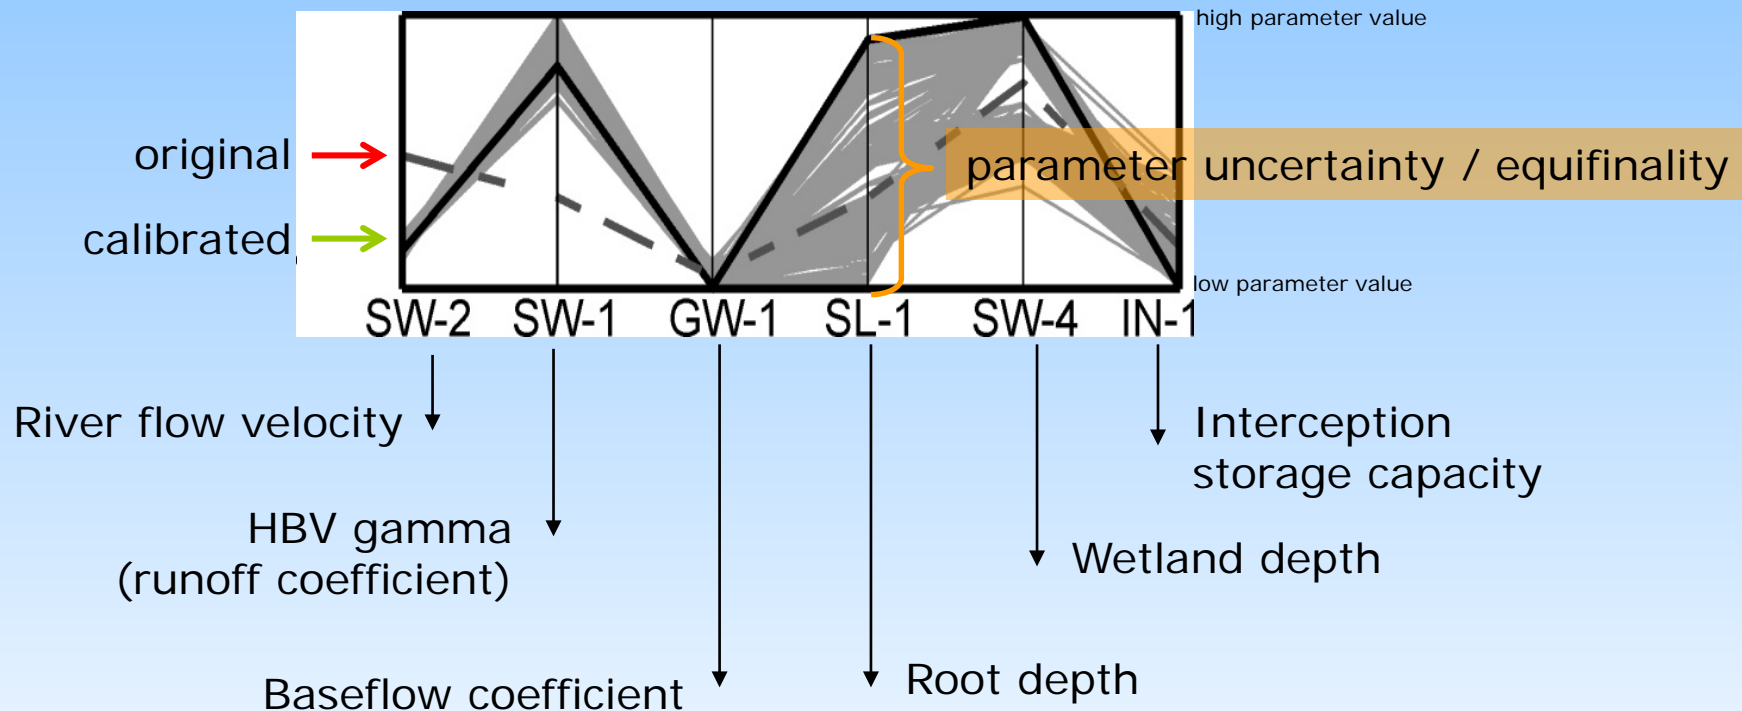 high parameter value
original
parameter uncertainty / equifinality
calibrated
low parameter value
SW-2 SW-1 GW-1 SL-1 SW-4 IN-1
River flow velocity
Interception
storage capacity
HBV gamma
(runoff coefficient)
Wetland depth
Root depth
Baseflow coefficient